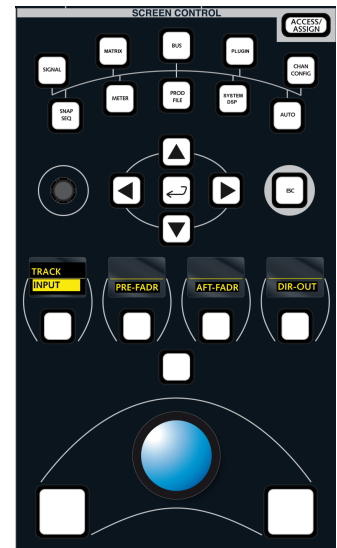 SCREEN CONTROL
ACCESS/
ASSIGN
SIGNAL
MATRIX
BUS
PLUGIN
CHAN
CONFIG
SNAP
SEQ
METER
PROD
FILE
SYSTEM
DSP
AUTO
ESC
TRACK
INPUT
PRE-FADR
AFT-FADR
DIR-OUT